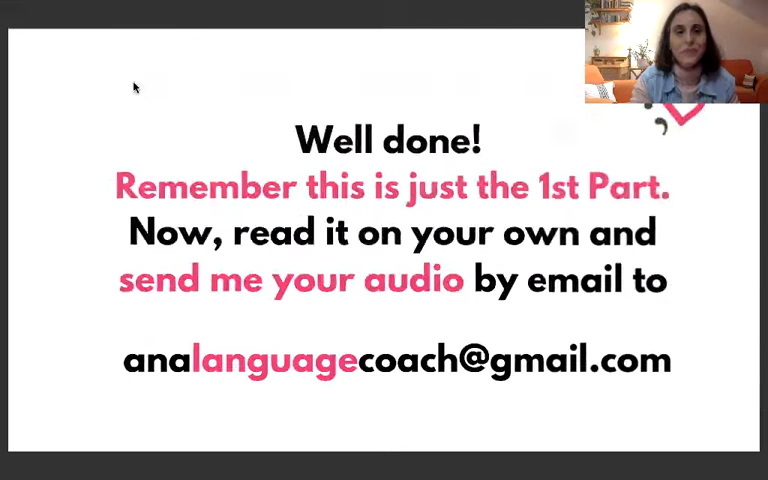 Well done!
Remember this is just the 1st Part.
Now, read it on your own and
send me your audio by email to
analanguagecoach@gmail.com